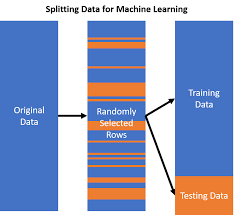 Splitting Data for Machine Learning
Original
Data
Randomly
Selected
Rows
Training
Data
Testing Data